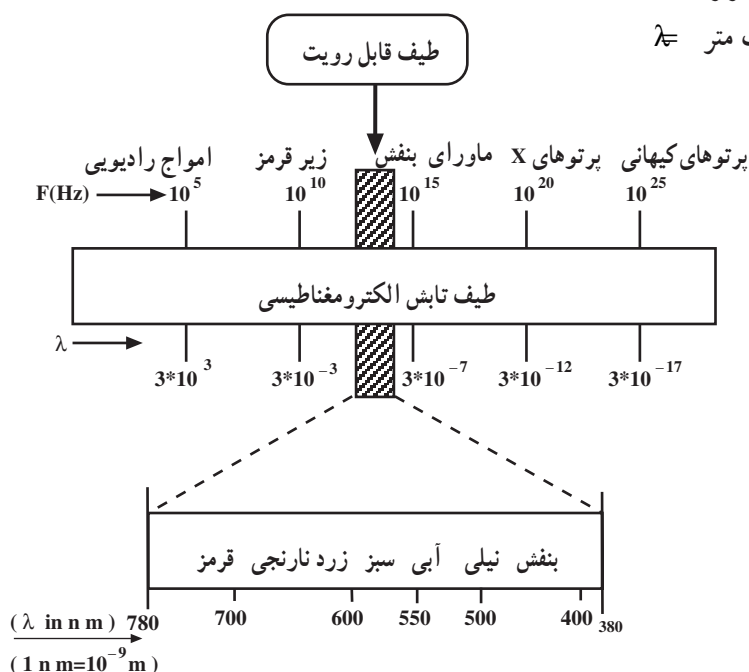 λ= متر
طیف قابل رویت
امواج رادیویی زیر قرمز ماورای بنفش پرتوهای X پرتوهای کیهانی
F(Hz) 10^5 10^10 10^15 10^20 10^25
طیف تابش الکترومغناطیسی
λ
3*10^3 3*10^-3 3*10^-7 3*10^-12 3*10^-17
قرمز نارنجی زرد سبز آبی نیلی بنفش
(λ in n m) 780 700 600 550 500 400 380
(1 n m=10^-9 m)